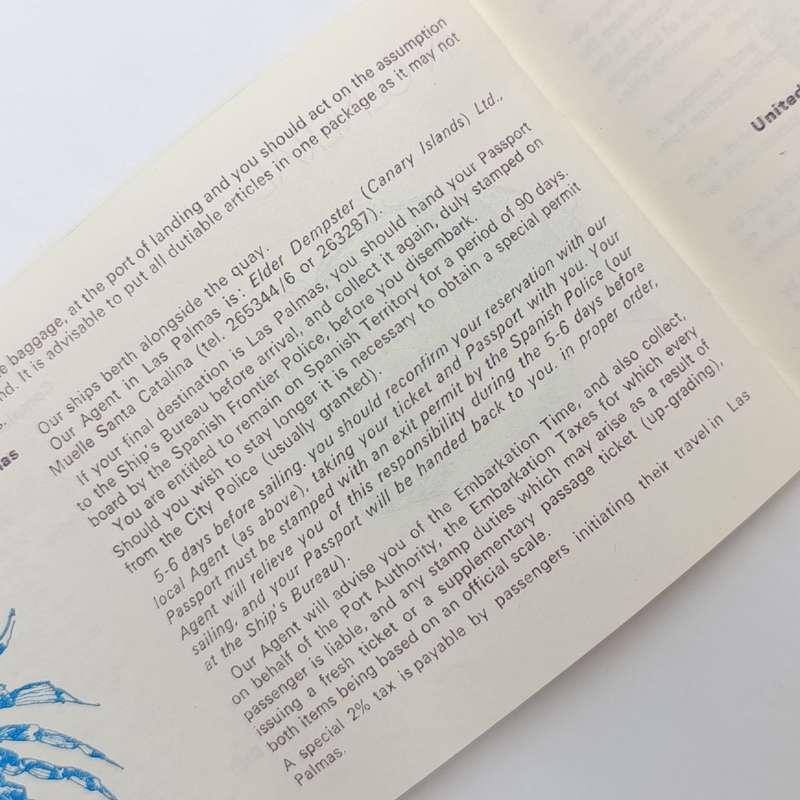 e baggage, at the port of landing and you should act on the assumption
nd. It is advisable to put all dutiable articles in one package as it may not
as
Our ships berth alongside the quay.
Our Agent in Las Palmas is: Elder Dempster (Canary Islands) Ltd.,
Muelle Santa Catalina (tel. 265344/6 or 263287).
If your final destination is Las Palmas, you should hand your Passport
to the Ship's Bureau before arrival, and collect it again, duly stamped on
board by the Spanish Frontier Police, before you disembark.
You are entitled to remain on Spanish Territory for a period of 90 days.
Should you wish to stay longer it is necessary to obtain a special permit
from the City Police (usually granted).
5-6 days before sailing. you should reconfirm your reservation with our
local Agent (as above), taking your ticket and Passport with you. Your
Passport must be stamped with an exit permit by the Spanish Police (our
Agent will relieve you of this responsibility during the 5-6 days before
sailing, and your Passport will be handed back to you. in proper order,
at the Ship's Bureau).
Our Agent will advise you of the Embarkation Time, and also collect,
on behalf of the Port Authority, the Embarkation Taxes for which every
passenger is liable, and any stamp duties which may arise as a result of
issuing a fresh ticket or a supplementary passage ticket (up-grading),
both items being based on an official scale.
A special 2% tax is payable by passengers initiating their travel in Las
Palmas.
United